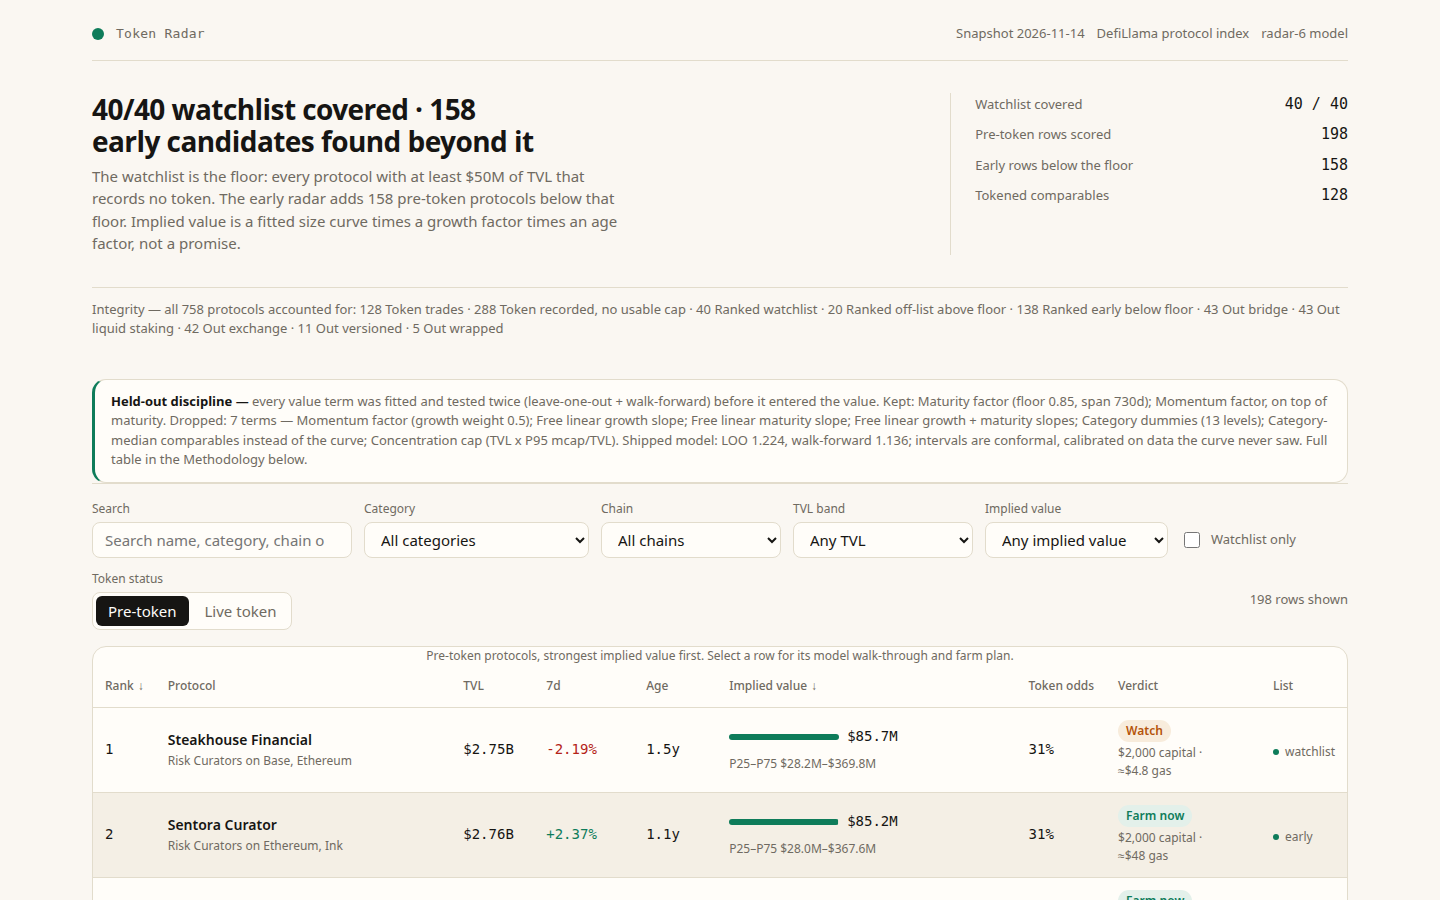 Token Radar
Snapshot 2026-11-14 DefiLlama protocol index radar-6 model
40/40 watchlist covered · 158
early candidates found beyond it
The watchlist is the floor: every protocol with at least $50M of TVL that
records no token. The early radar adds 158 pre-token protocols below that
floor. Implied value is a fitted size curve times a growth factor times an age
factor, not a promise.
Watchlist covered 40 / 40
Pre-token rows scored 198
Early rows below the floor 158
Tokened comparables 128
Integrity — all 758 protocols accounted for: 128 Token trades · 288 Token recorded, no usable cap · 40 Ranked watchlist · 20 Ranked off-list above floor · 138 Ranked early below floor · 43 Out bridge · 43 Out
liquid staking · 42 Out exchange · 11 Out versioned · 5 Out wrapped
Held-out discipline — every value term was fitted and tested twice (leave-one-out + walk-forward) before it entered the value. Kept: Maturity factor (floor 0.85, span 730d); Momentum factor, on top of
maturity. Dropped: 7 terms — Momentum factor (growth weight 0.5); Free linear growth slope; Free linear maturity slope; Free linear growth + maturity slopes; Category dummies (13 levels); Category-
median comparables instead of the curve; Concentration cap (TVL x P95 mcap/TVL). Shipped model: LOO 1.224, walk-forward 1.136; intervals are conformal, calibrated on data the curve never saw. Full
table in the Methodology below.
Search Category Chain TVL band Implied value
Search name, category, chain o All categories All chains Any TVL Any implied value Watchlist only
Token status
Pre-token Live token
198 rows shown
Pre-token protocols, strongest implied value first. Select a row for its model walk-through and farm plan.
Rank ↓ Protocol TVL 7d Age Implied value ↓ Token odds Verdict List
1 Steakhouse Financial $2.75B -2.19% 1.5y $85.7M 31% Watch watchlist
Risk Curators on Base, Ethereum P25–P75 $28.2M–$369.8M $2,000 capital ·
≈$4.8 gas
2 Sentora Curator $2.76B +2.37% 1.1y $85.2M 31% Farm now early
Risk Curators on Ethereum, Ink P25–P75 $28.0M–$367.6M $2,000 capital ·
≈$48 gas
Farm now